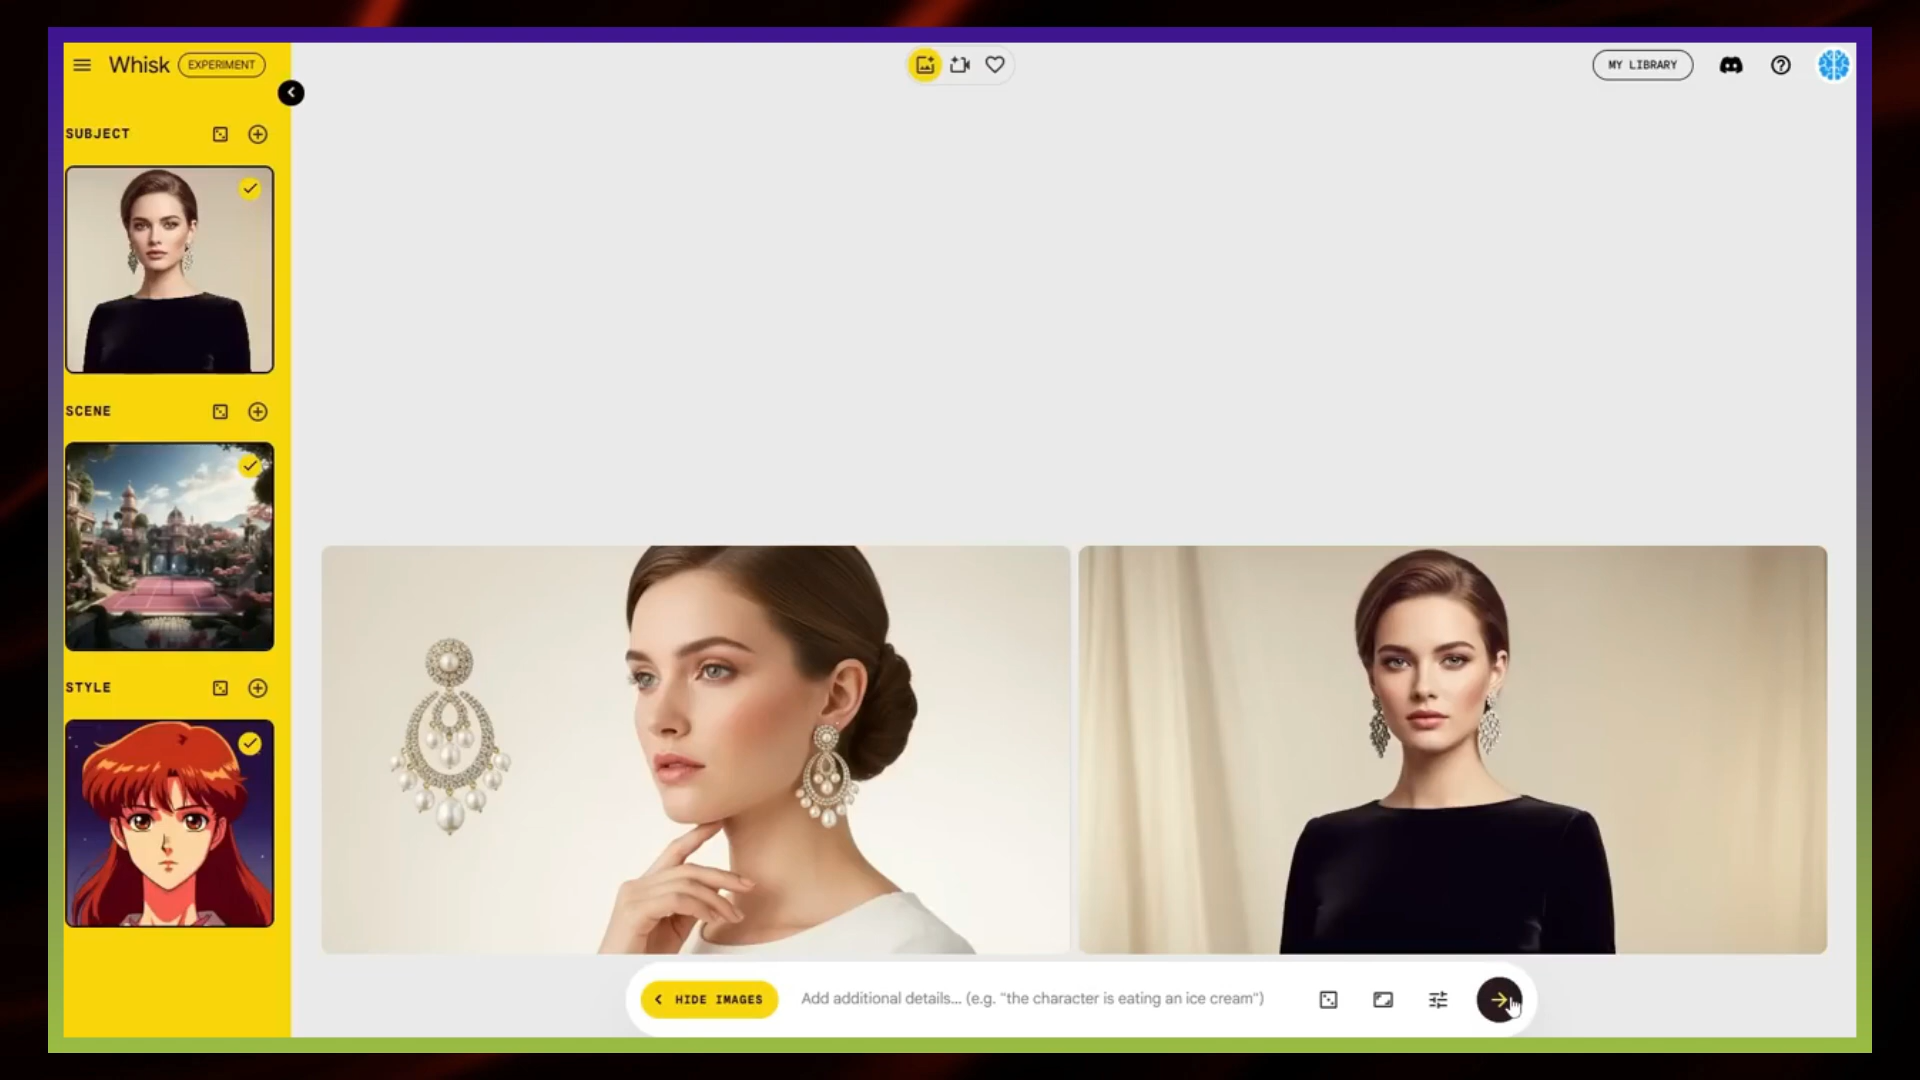 Whisk EXPERIMENT
MY LIBRARY
SUBJECT
SCENE
STYLE
HIDE IMAGES
Add additional details... (e.g. "the character is eating an ice cream")